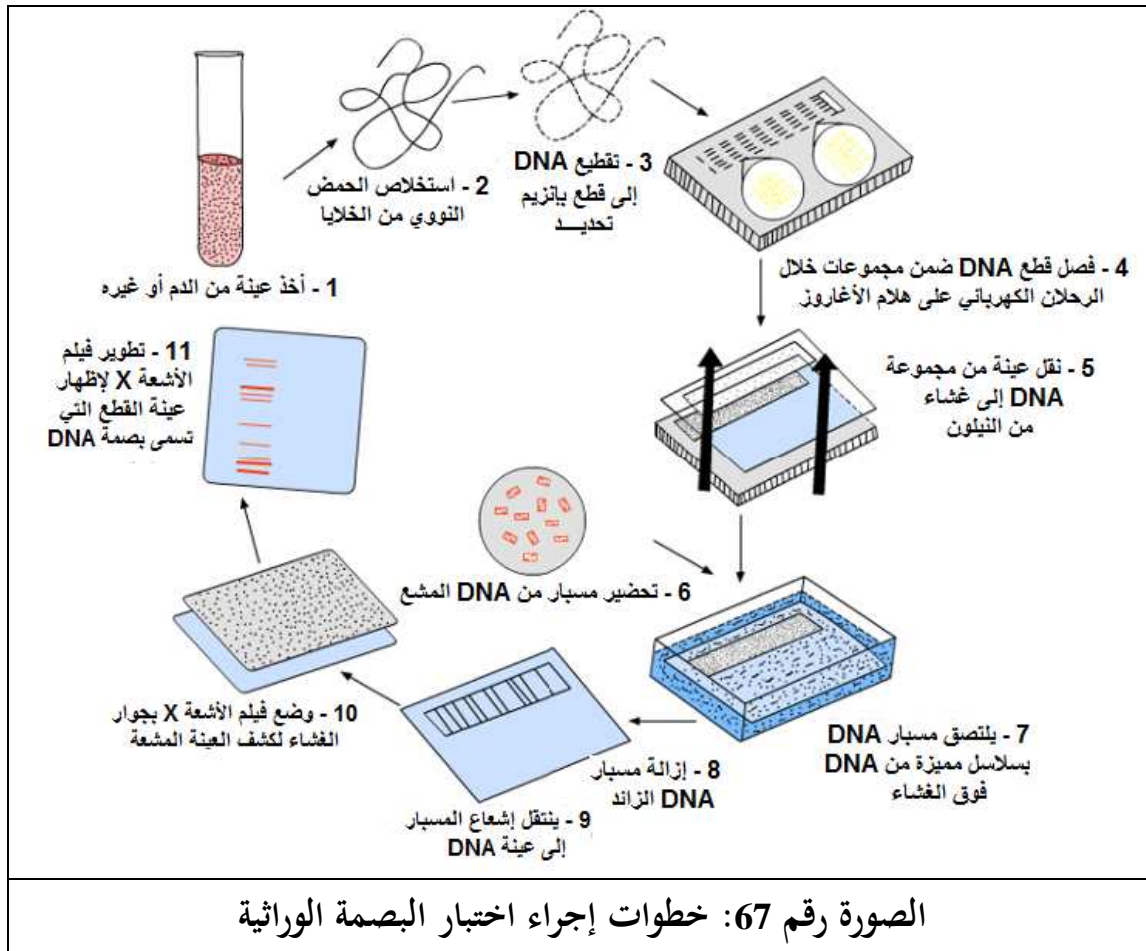 1 - أخذ عينة من الدم أو غيره
2 - استخلاص الحمض
النووي من الخلايا
3 - تقطيع DNA
إلى قطع بإنزيم
تحديـــد
4 - فصل قطع DNA ضمن مجموعات خلال
الرحلان الكهربائي على هلام الأغاروز
5 - نقل عينة من مجموعة
DNA إلى غشاء
من النيلون
6 - تحضير مسبار من DNA المشع
7 - يلتصق مسبار DNA
بسلاسل مميزة من DNA
فوق الغشاء
8 - إزالة مسبار
DNA الزائد
9 - ينتقل إشعاع المسبار
إلى عينة DNA
10 - وضع فيلم الأشعة X بجوار
الغشاء لكشف العينة المشعة
11 - تطوير فيلم
الأشعة X لإظهار
عينة القطع التي
تسمى بصمة DNA
الصورة رقم 67: خطوات إجراء اختبار البصمة الوراثية